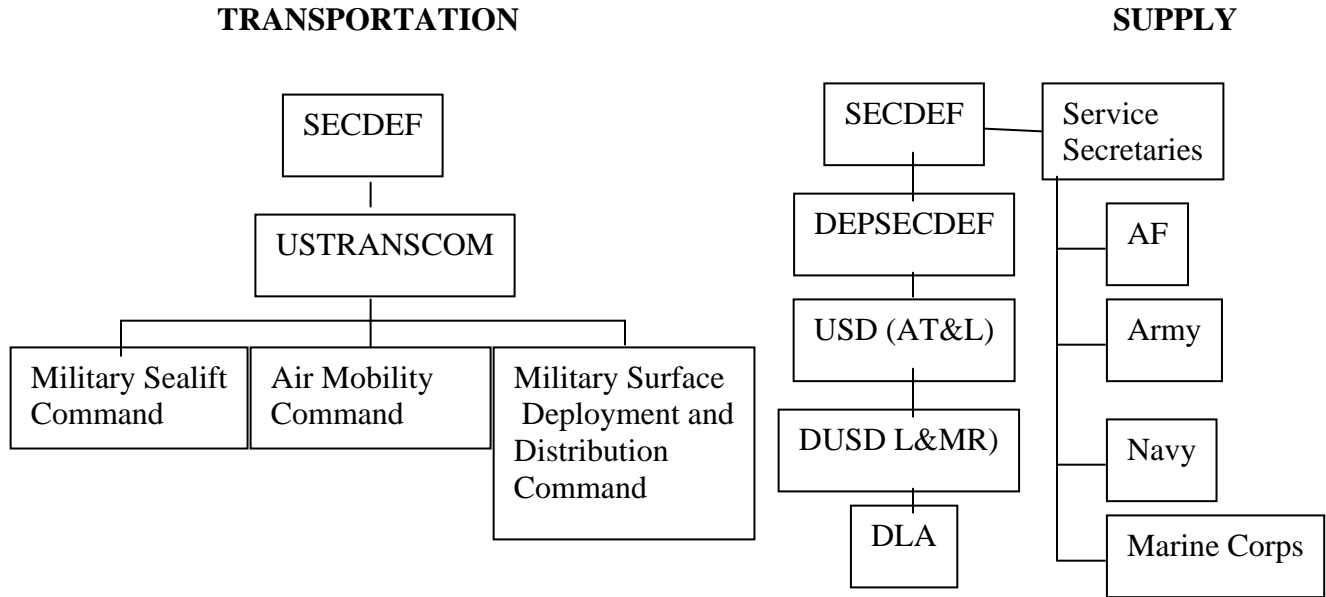 TRANSPORTATION
SECDEF
USTRANSCOM
Military Sealift
Command
Air Mobility
Command
Military Surface
Deployment and
Distribution
Command
SUPPLY
SECDEF
Service
Secretaries
DEPSECDEF
USD (AT&L)
DUSD L&MR)
DLA
AF
Army
Navy
Marine Corps